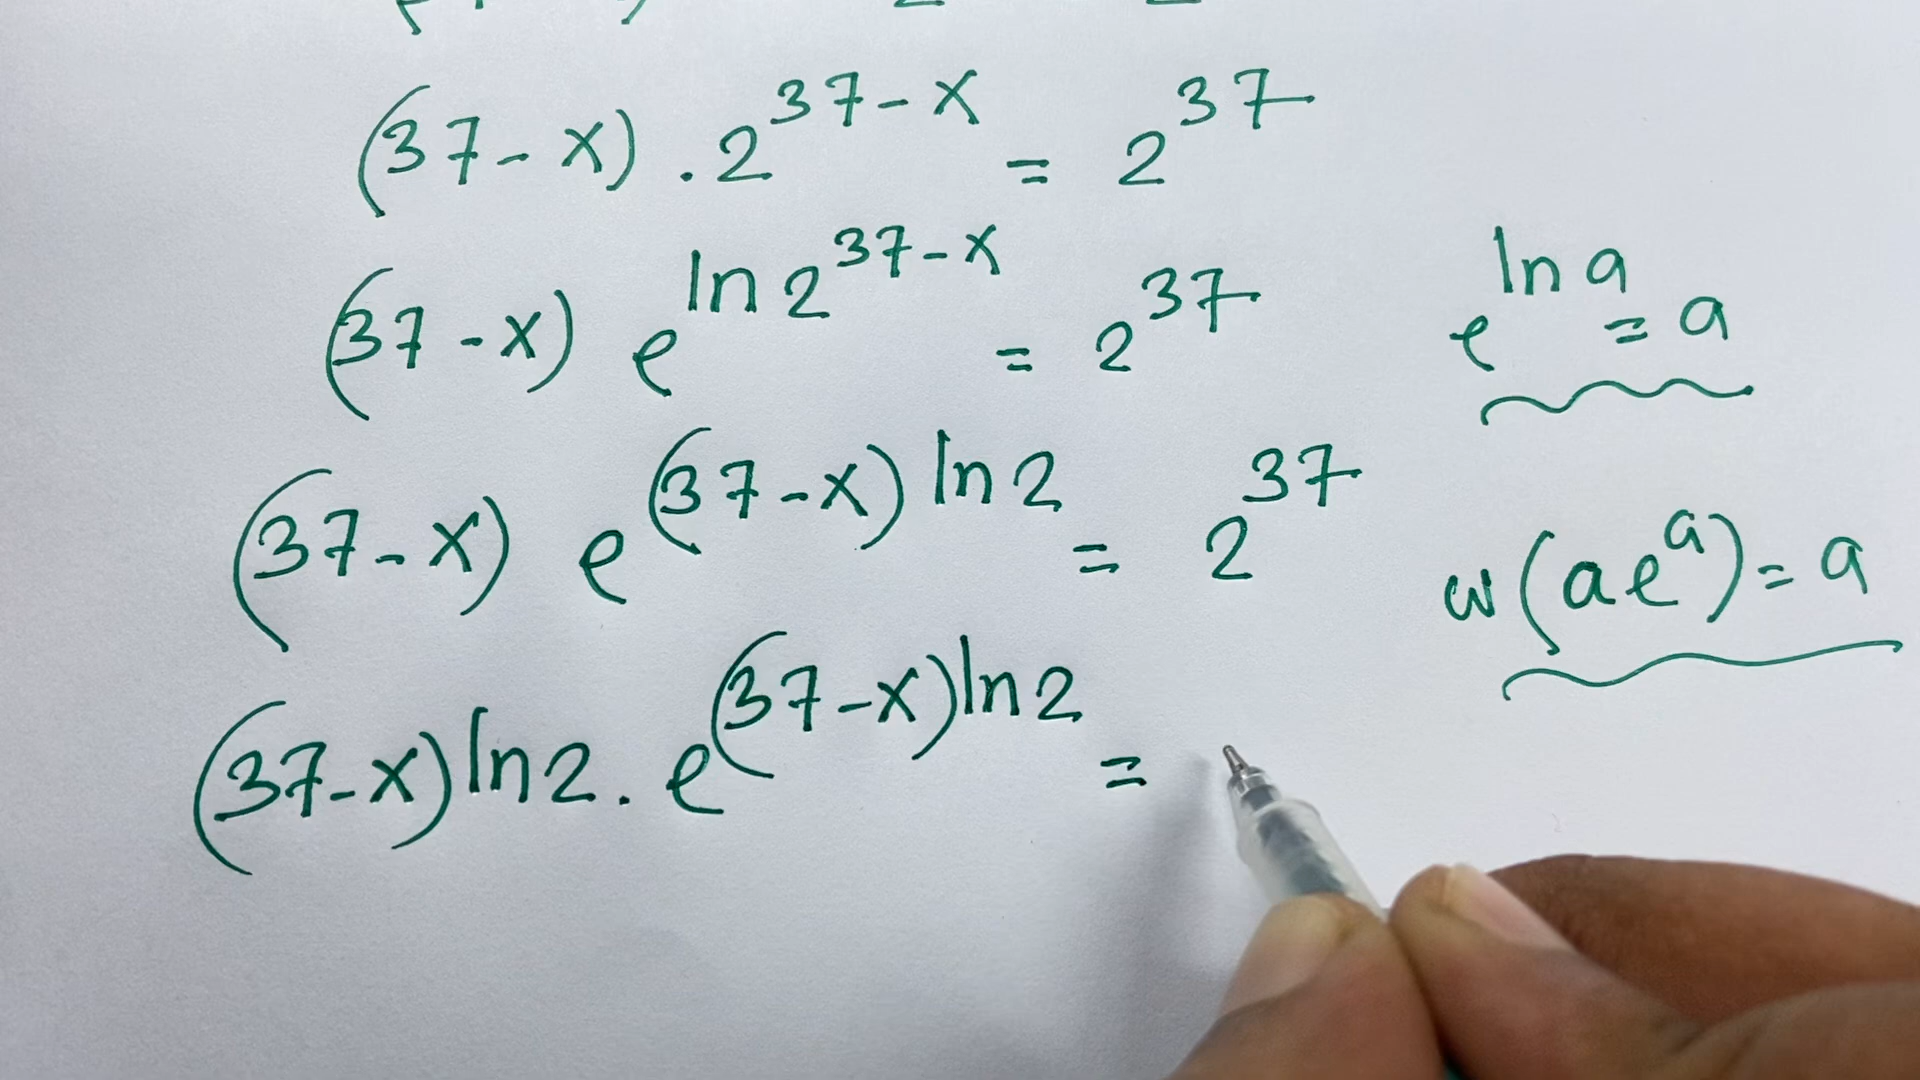 (37-x) . 2^{37-x} = 2^{37}
(37-x) e^{ln 2^{37-x}} = 2^{37}
e^{ln a} = a
(37-x) e^{(37-x) ln 2} = 2^{37}
w(ae^{a}) = a
(37-x) ln 2 . e^{(37-x) ln 2} =